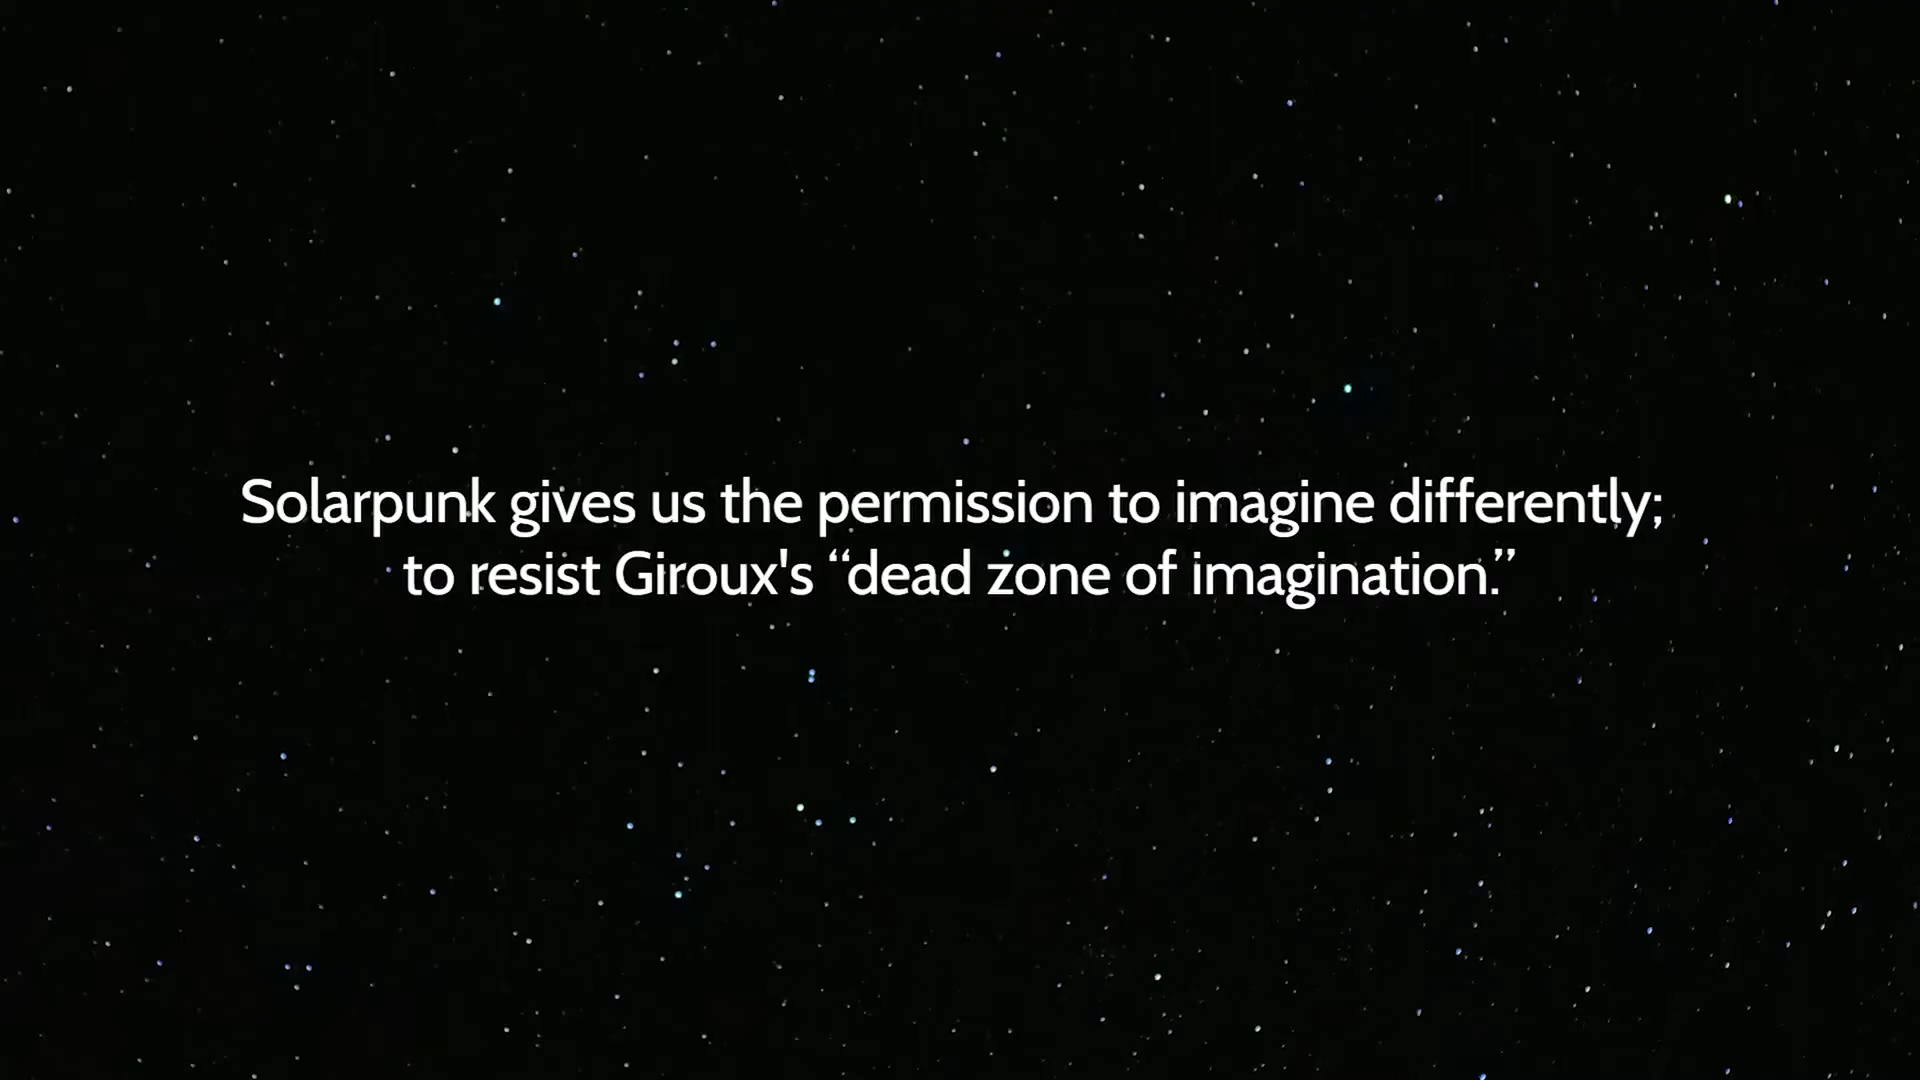 Solarpunk gives us the permission to imagine differently;
to resist Giroux's “dead zone of imagination.”